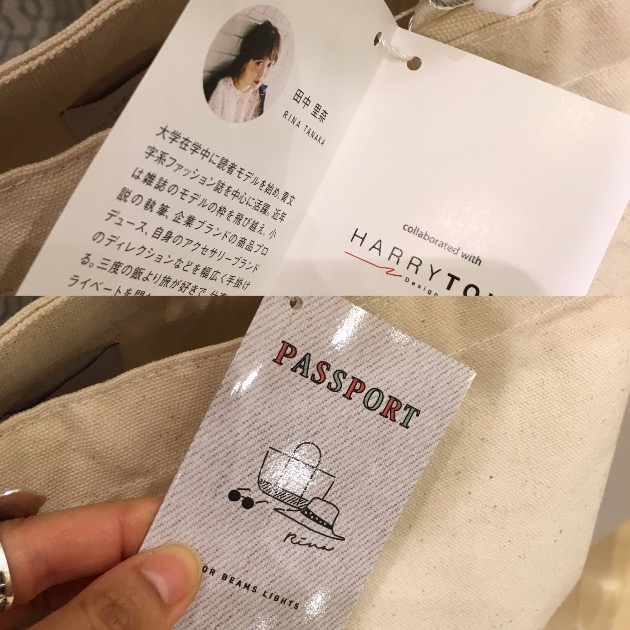 田中 里奈
RINA TANAKA
大学在学中に読者モデルを始め、青文
字系ファッション誌を中心に活躍。近年
は雑誌のモデルの枠を飛び越え、小
説の執筆、企業ブランドの商品プロ
デュース、自身のアクセサリーブランド
のディレクションなどを幅広く手掛け
る。三度の飯より旅が好きで、
ライベートを
collaborated with
HARRYTO
Design
PASSPORT
Rina
OR BEAMS LIGHTS